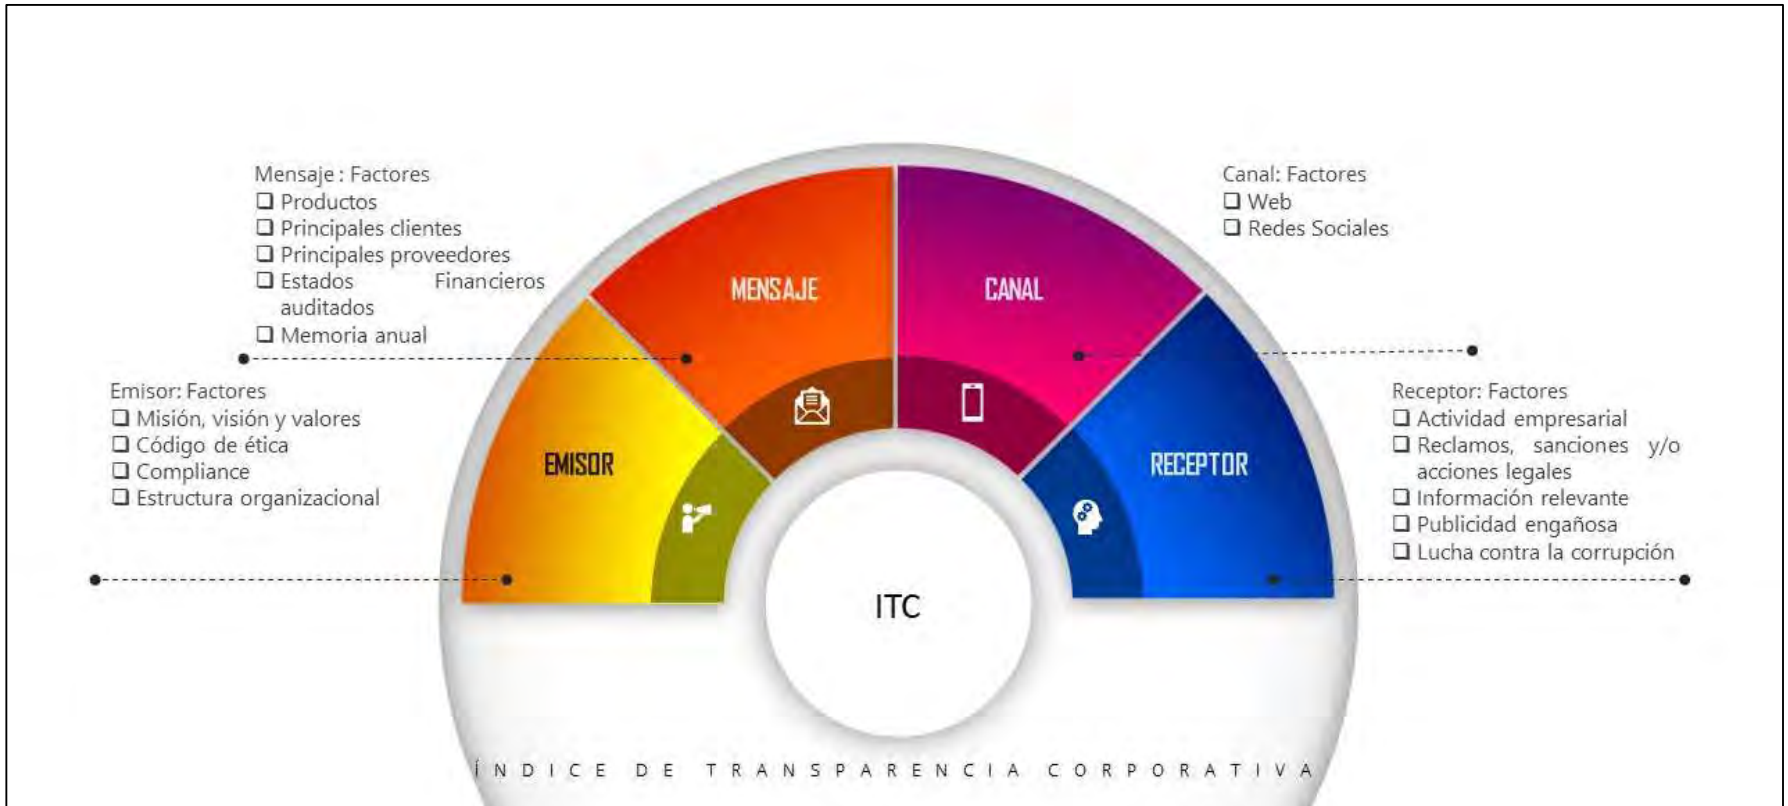 Mensaje : Factores
Productos
Principales clientes
Principales proveedores
Estados Financieros
auditados
Memoria anual
Canal: Factores
Web
Redes Sociales
MENSAJE
CANAL
Emisor: Factores
Misión, visión y valores
Código de ética
Compliance
Estructura organizacional
EMISOR
RECEPTOR
Receptor: Factores
Actividad empresarial
Reclamos, sanciones y/o
acciones legales
Información relevante
Publicidad engañosa
Lucha contra la corrupción
ITC
ÍNDICE DE TRANSPARENCIA CORPORATIVA